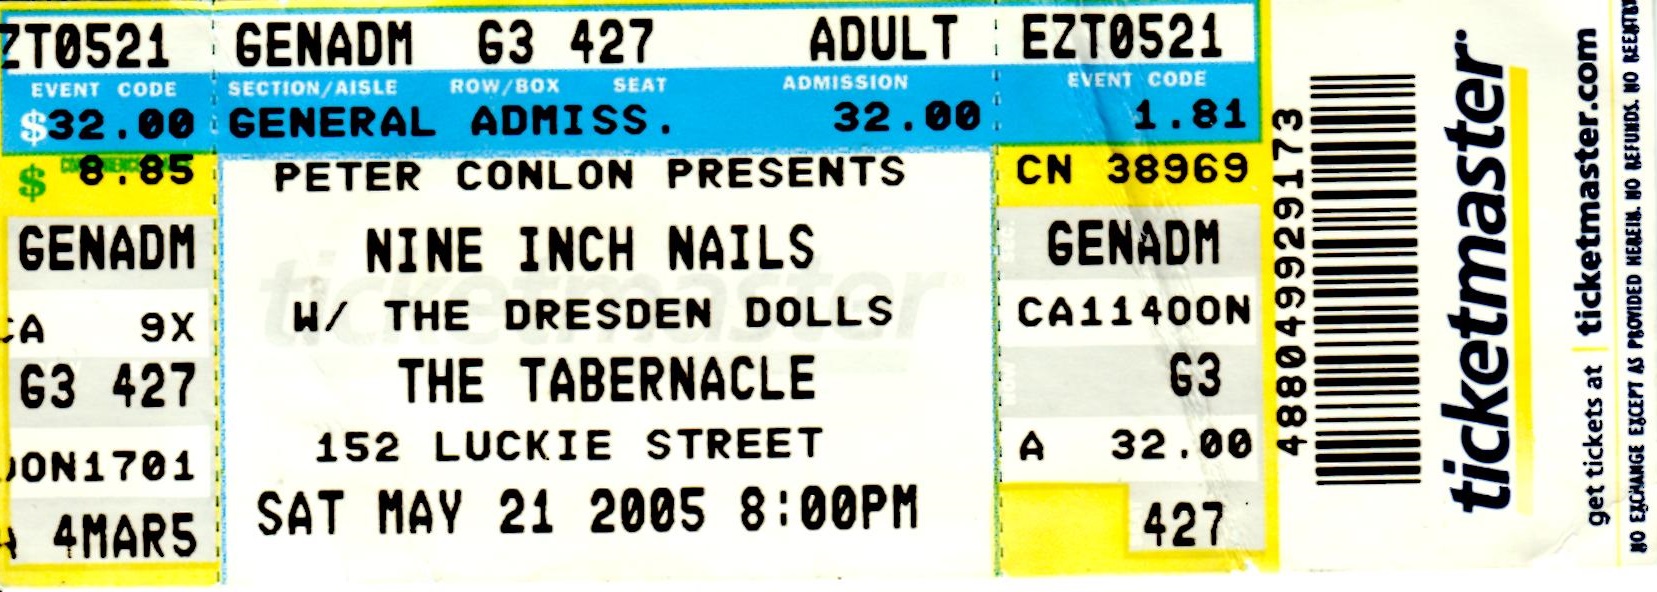 ZT0521
EVENT CODE
$32.00
$ 8.85
GENADM
CA 9X
G3 427
ON1701
4MAR5
GENADM G3 427 ADULT
SECTION/AISLE ROW/BOX SEAT ADMISSION
GENERAL ADMISS. 32.00
PETER CONLON PRESENTS
NINE INCH NAILS
W/ THE DRESDEN DOLLS
THE TABERNACLE
152 LUCKIE STREET
SAT MAY 21 2005 8:00PM
ticketmaster
EZT0521
EVENT CODE
1.81
CN 38969
GENADM
CA11400N
G3
A 32.00
427
4880499299173
ticketmaster
get tickets at ticketmaster.com
NO EXCHANGE EXCEPT AS PROVIDED HEREIN. NO REFUNDS. NO